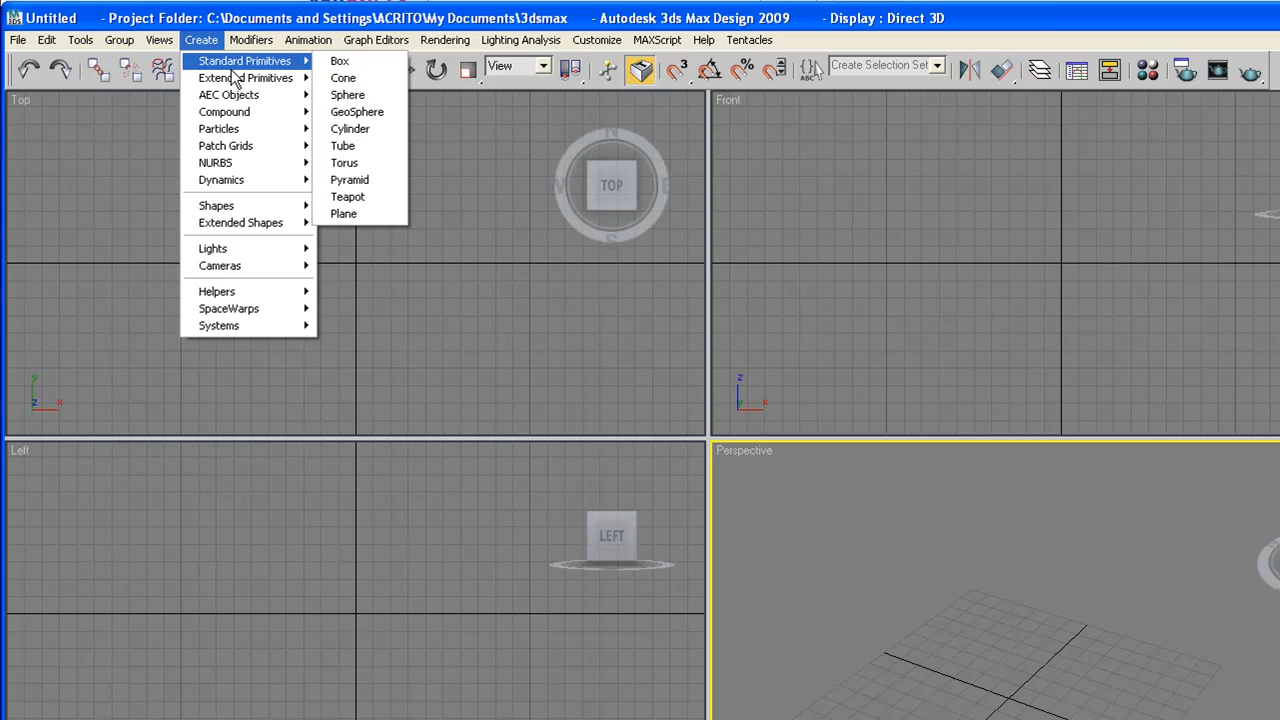 Untitled - Project Folder: C:\Documents and Settings\ACRITO\My Documents\3dsmax - Autodesk 3ds Max Design 2009 - Display : Direct 3D
File Edit Tools Group Views Create Modifiers Animation Graph Editors Rendering Lighting Analysis Customize MAXScript Help Tentacles
View
Create Selection Set
Standard Primitives
Extended Primitives
AEC Objects
Compound
Particles
Patch Grids
NURBS
Dynamics
Shapes
Extended Shapes
Lights
Cameras
Helpers
SpaceWarps
Systems
Box
Cone
Sphere
GeoSphere
Cylinder
Tube
Torus
Pyramid
Teapot
Plane
Top
N
TOP
S
y
z x
Front
z
y x
Left
LEFT
Perspective